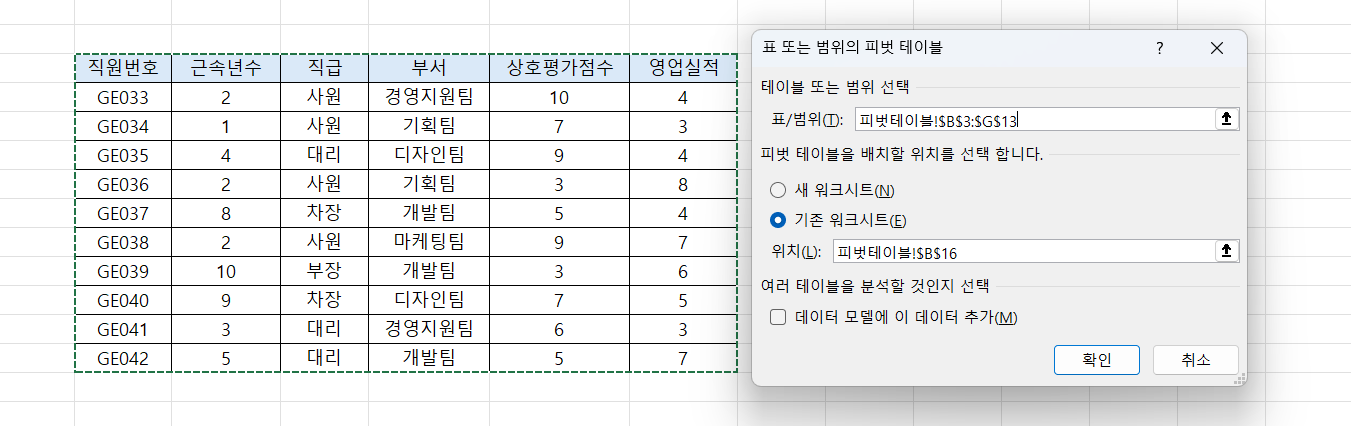 직원번호 근속년수 직급 부서 상호평가점수 영업실적
GE033 2 사원 경영지원팀 10 4
GE034 1 사원 기획팀 7 3
GE035 4 대리 디자인팀 9 4
GE036 2 사원 기획팀 3 8
GE037 8 차장 개발팀 5 4
GE038 2 사원 마케팅팀 9 7
GE039 10 부장 개발팀 3 6
GE040 9 차장 디자인팀 7 5
GE041 3 대리 경영지원팀 6 3
GE042 5 대리 개발팀 5 7
표 또는 범위의 피벗 테이블 ? ×
테이블 또는 범위 선택
표/범위(T): 피벗테이블!$B$3:$G$13
피벗 테이블을 배치할 위치를 선택 합니다.
새 워크시트(N)
기존 워크시트(E)
위치(L): 피벗테이블!$B$16
여러 테이블을 분석할 것인지 선택
데이터 모델에 이 데이터 추가(M)
확인 취소